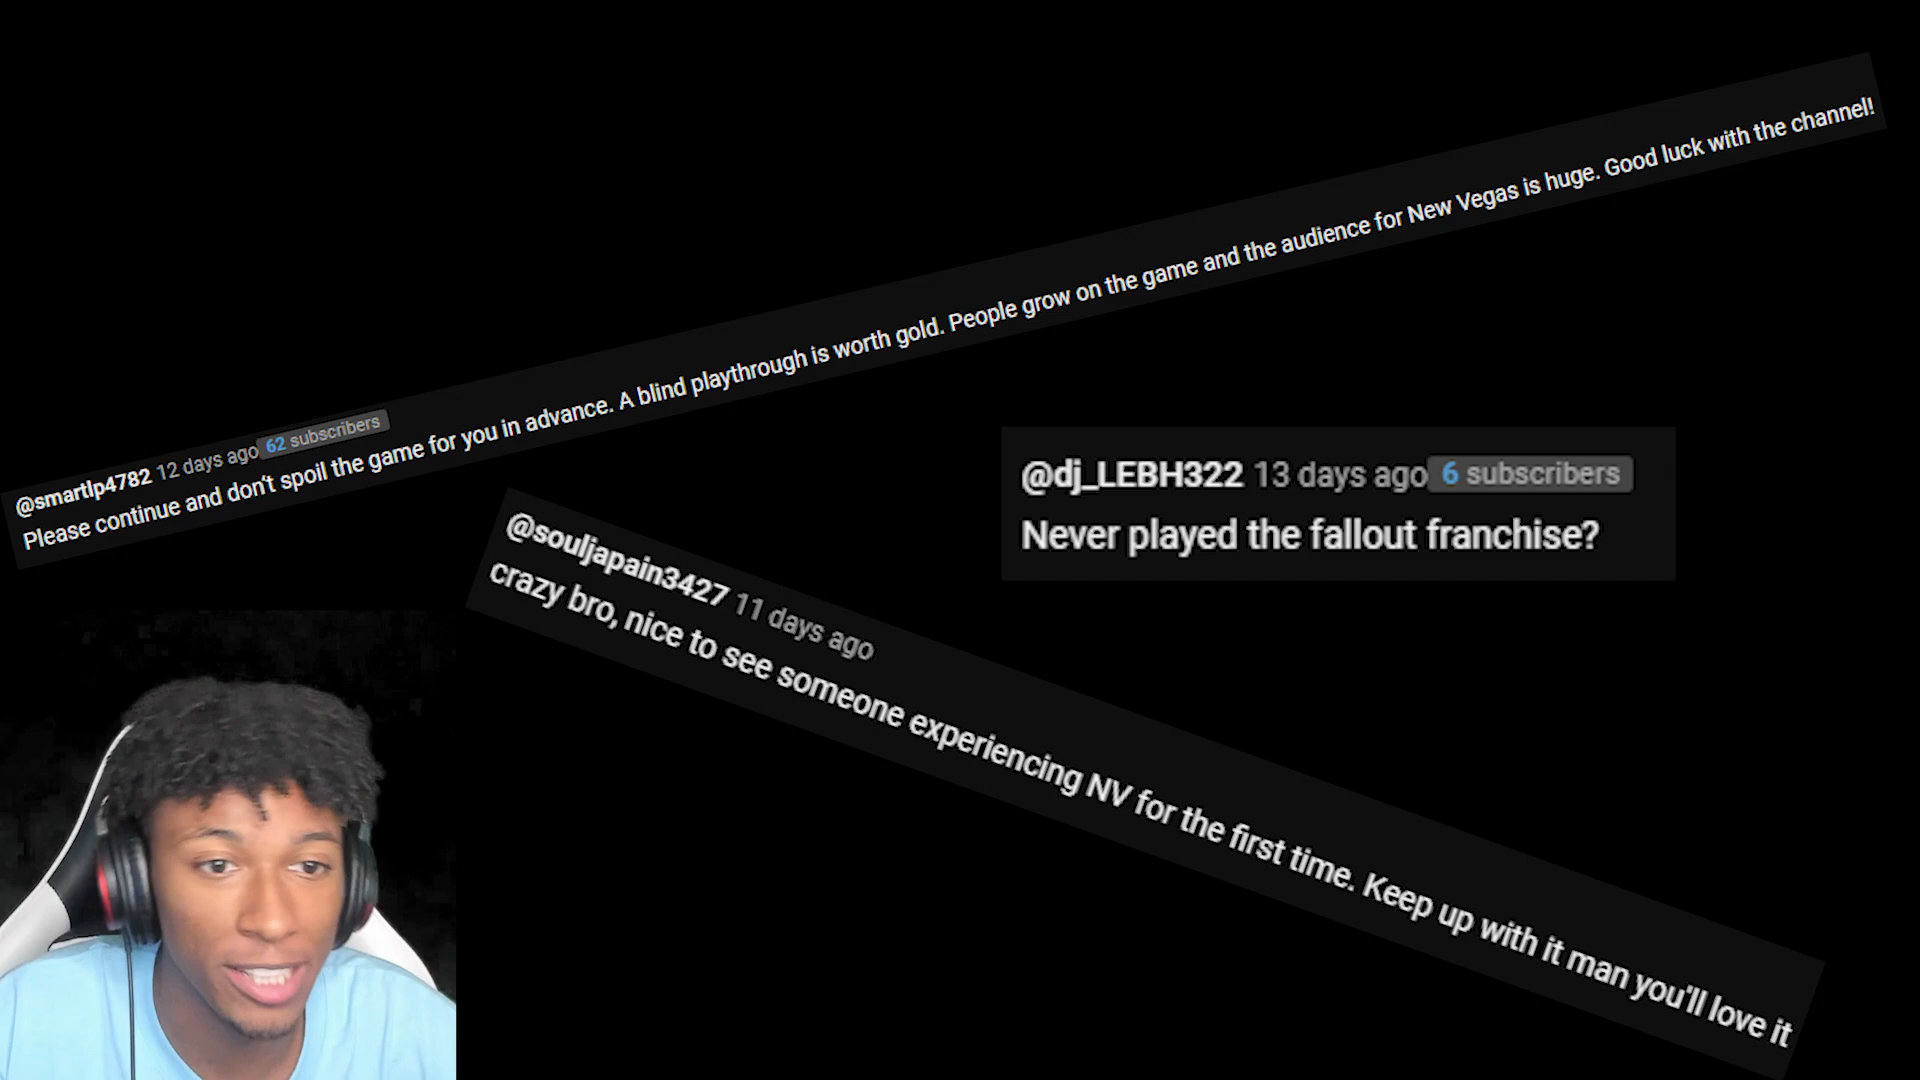 @smartlp4782 12 days ago 62 subscribers
Please continue and don't spoil the game for you in advance. A blind playthrough is worth gold. People grow on the game and the audience for New Vegas is huge. Good luck with the channel!
@dj_LEBH322 13 days ago 6 subscribers
Never played the fallout franchise?
@souljapain3427 11 days ago
crazy bro, nice to see someone experiencing NV for the first time. Keep up with it man you'll love it